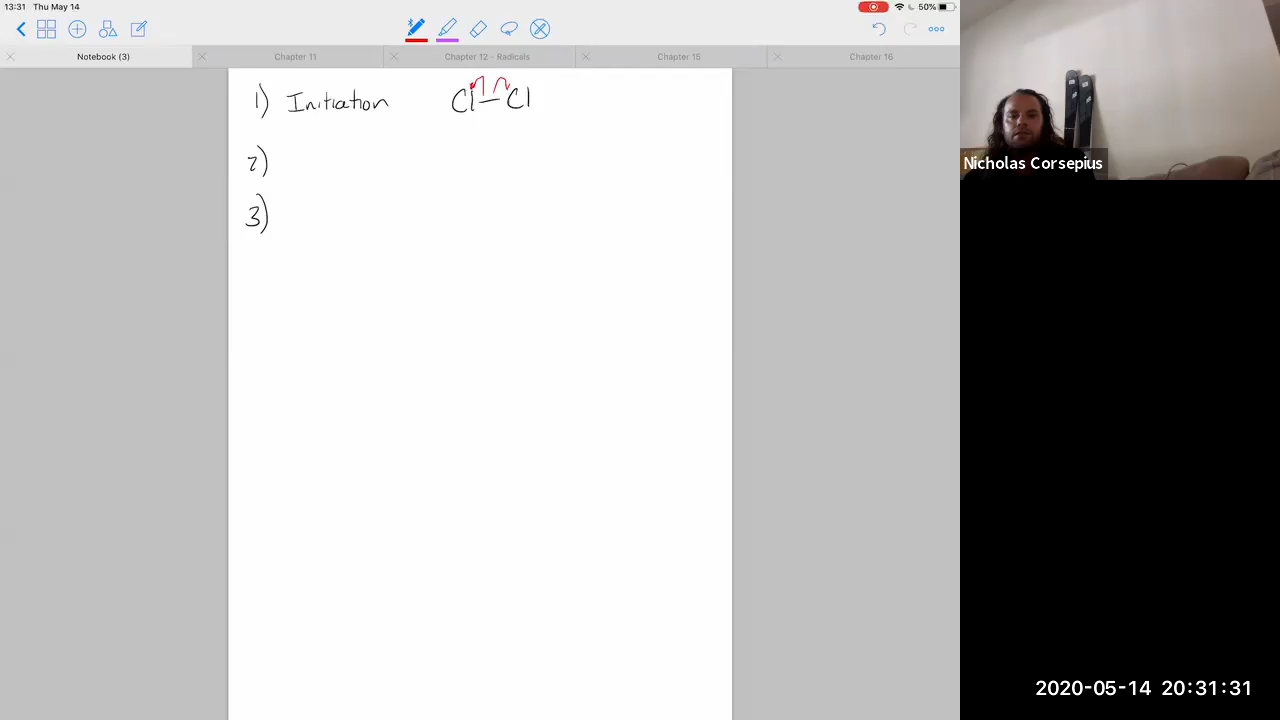 13:31 Thu May 14
50%
Notebook (3)
Chapter 11
Chapter 12 - Radicals
Chapter 15
Chapter 16
1) Initiation Cl—Cl
2)
3)
Nicholas Corsepius
2020-05-14 20:31:31